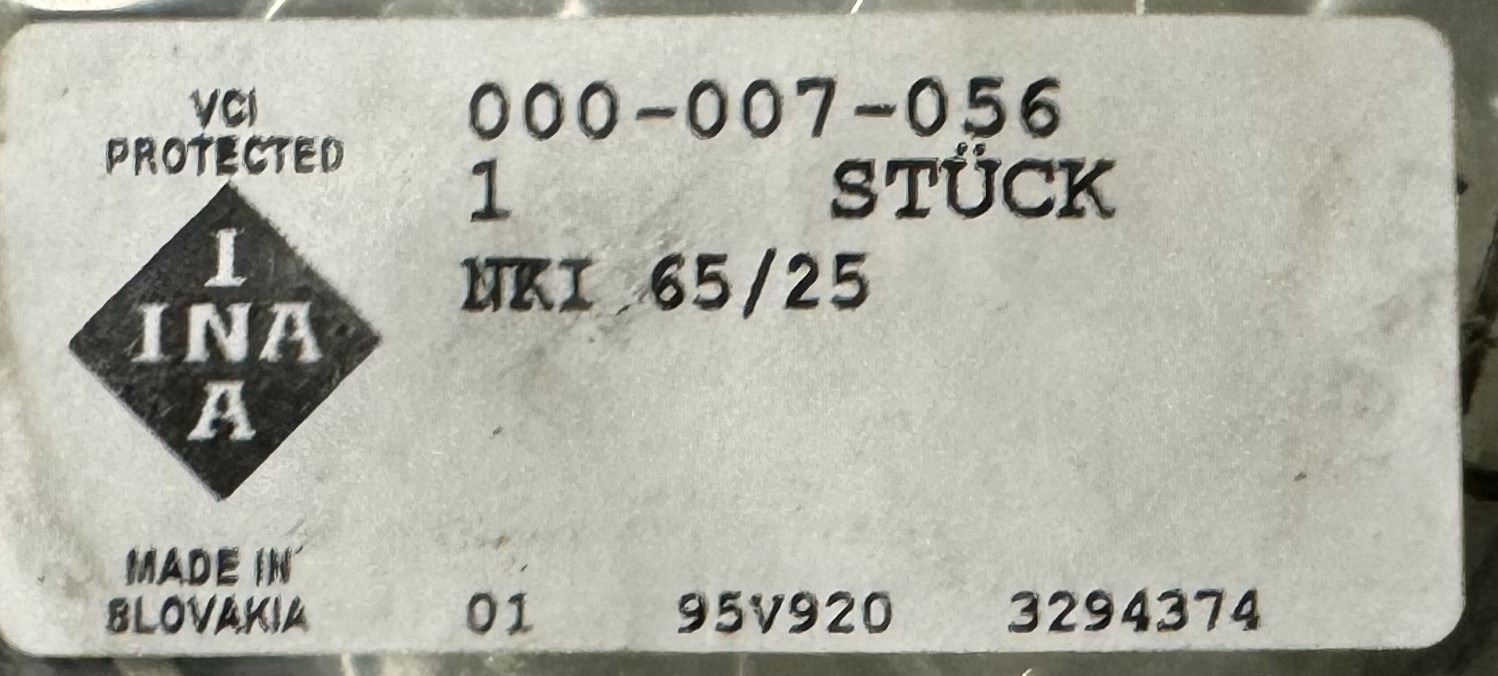 VCI
PROTECTED
I
INA
A
MADE IN
SLOVAKIA
000-007-056
1 STÜCK
NKI 65/25
01 95V920 3294374